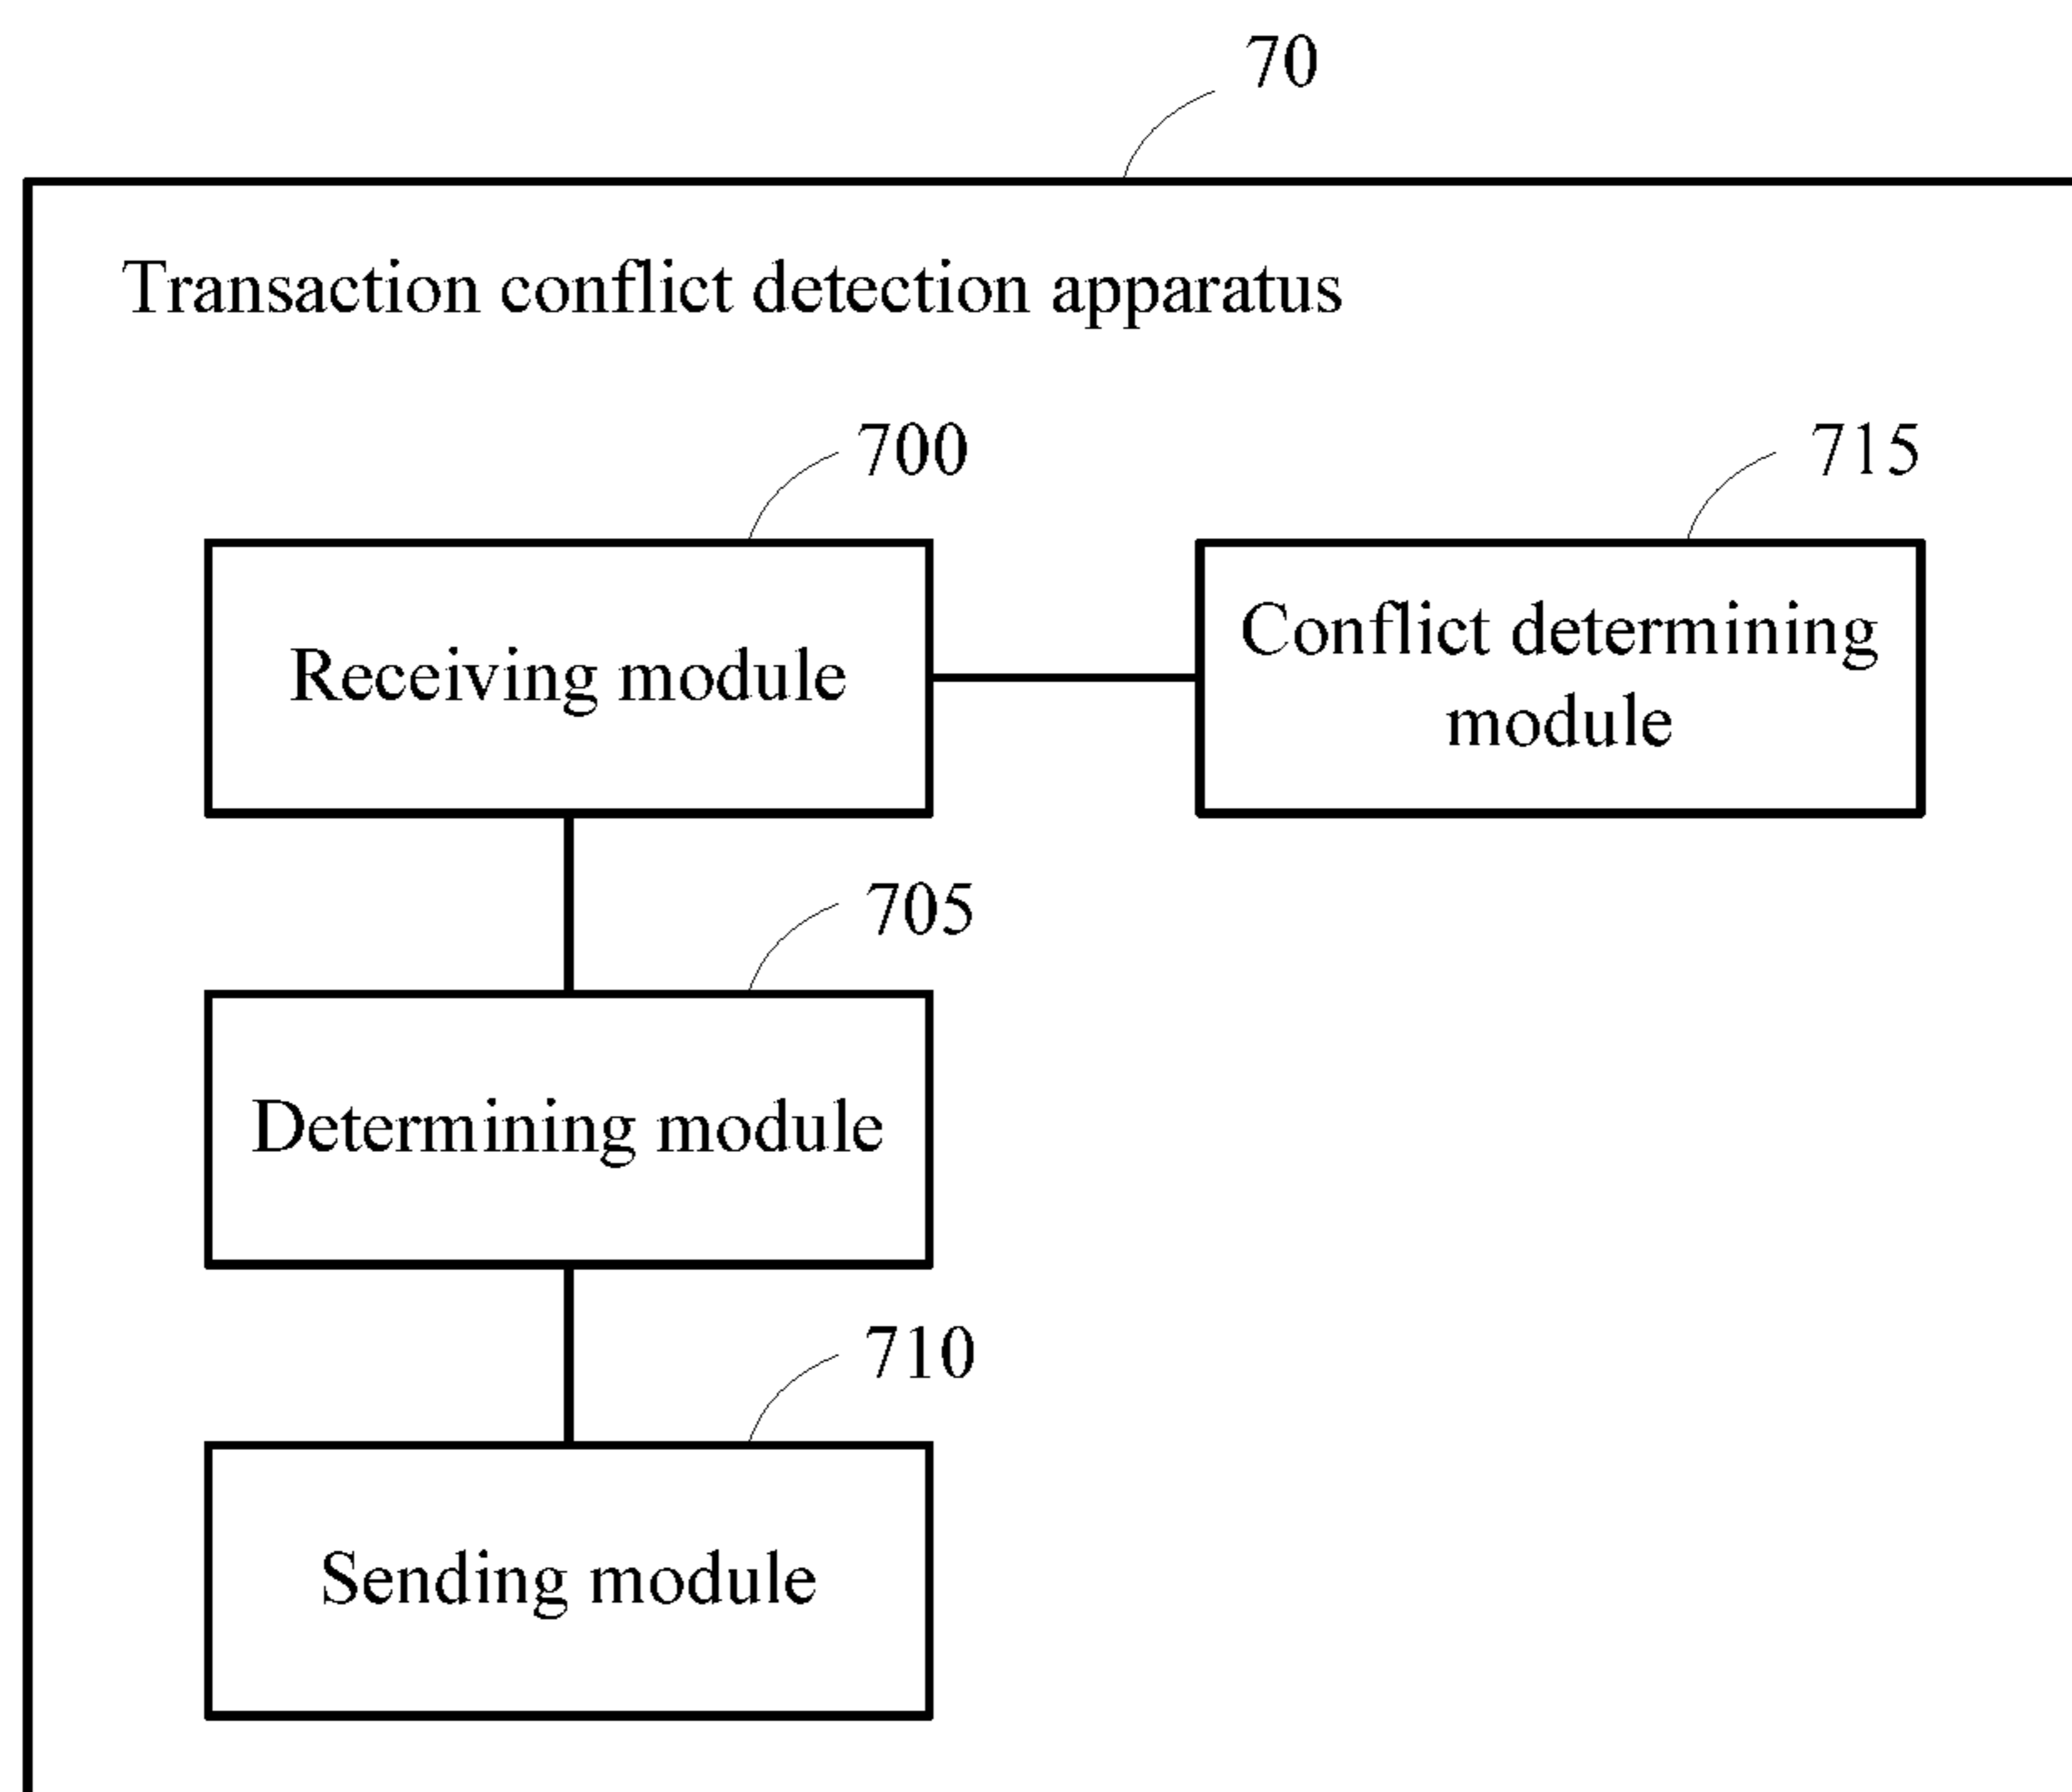 70
Transaction conflict detection apparatus
700
715
Receiving module
Conflict determining
module
705
Determining module
710
Sending module